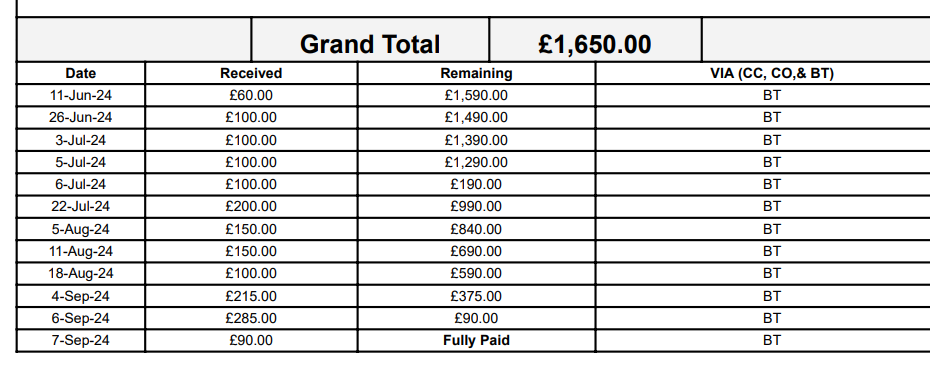 Grand Total £1,650.00
Date Received Remaining VIA (CC, CO,& BT)
11-Jun-24 £60.00 £1,590.00 BT
26-Jun-24 £100.00 £1,490.00 BT
3-Jul-24 £100.00 £1,390.00 BT
5-Jul-24 £100.00 £1,290.00 BT
6-Jul-24 £100.00 £190.00 BT
22-Jul-24 £200.00 £990.00 BT
5-Aug-24 £150.00 £840.00 BT
11-Aug-24 £150.00 £690.00 BT
18-Aug-24 £100.00 £590.00 BT
4-Sep-24 £215.00 £375.00 BT
6-Sep-24 £285.00 £90.00 BT
7-Sep-24 £90.00 Fully Paid BT